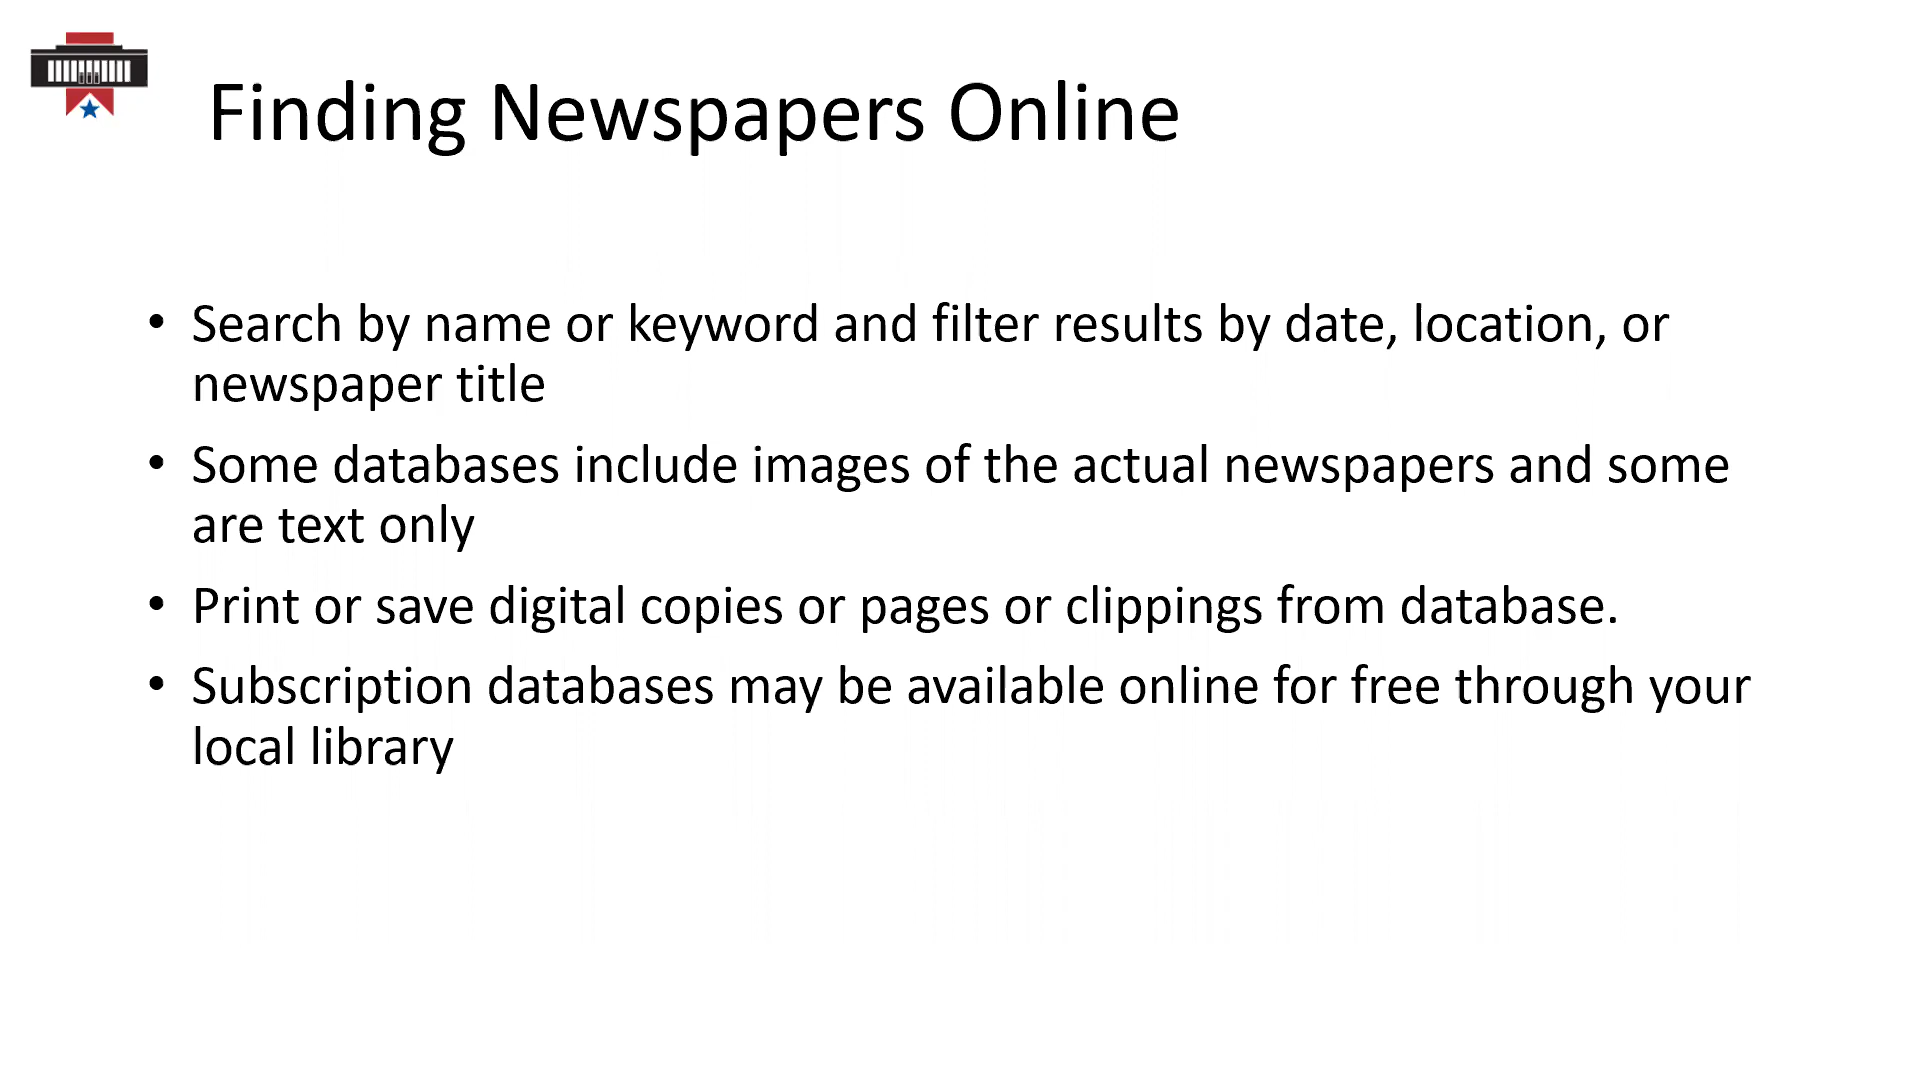 Finding Newspapers Online
• Search by name or keyword and filter results by date, location, or
newspaper title
• Some databases include images of the actual newspapers and some
are text only
• Print or save digital copies or pages or clippings from database.
• Subscription databases may be available online for free through your
local library